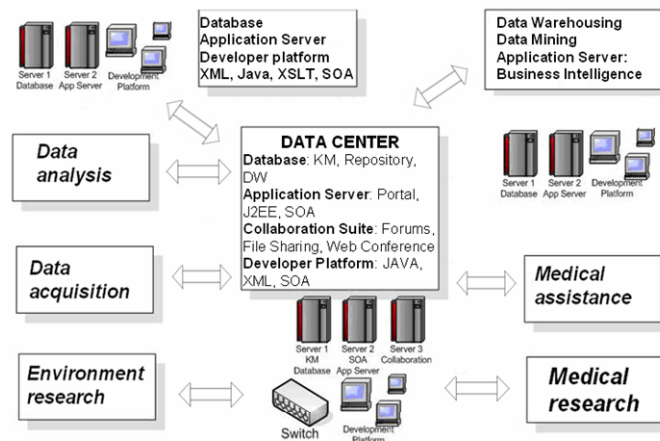 Server 1
Database
Server 2
App Server
Development
Platform
Database
Application Server
Developer platform
XML, Java, XSLT, SOA
Data Warehousing
Data Mining
Application Server:
Business Intelligence
Data
analysis
DATA CENTER
Database: KM, Repository,
DW
Application Server: Portal,
J2EE, SOA
Collaboration Suite: Forums,
File Sharing, Web Conference
Developer Platform: JAVA,
XML, SOA
Server 1
Database
Server 2
App Server
Development
Platform
Data
acquisition
Medical
assistance
Server 1
KM
Database
Server 2
SOA
App Server
Server 3
Collaboration
Environment
research
Switch
Development
Platform
Medical
research